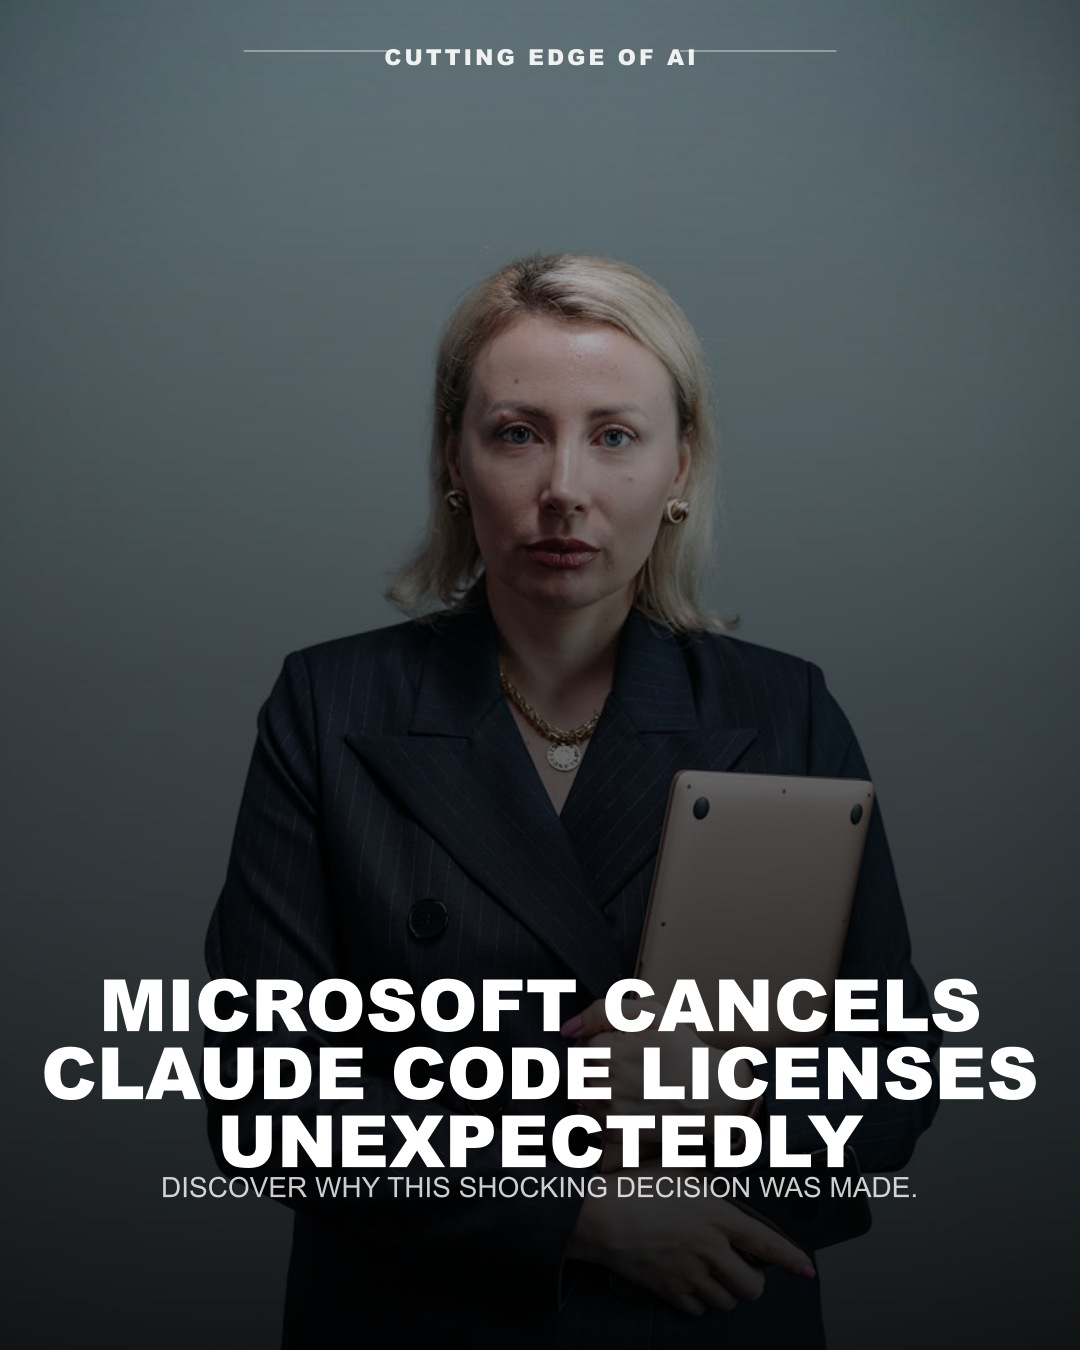 CUTTING EDGE OF AI
MICROSOFT CANCELS
CLAUDE CODE LICENSES
UNEXPECTEDLY
DISCOVER WHY THIS SHOCKING DECISION WAS MADE.